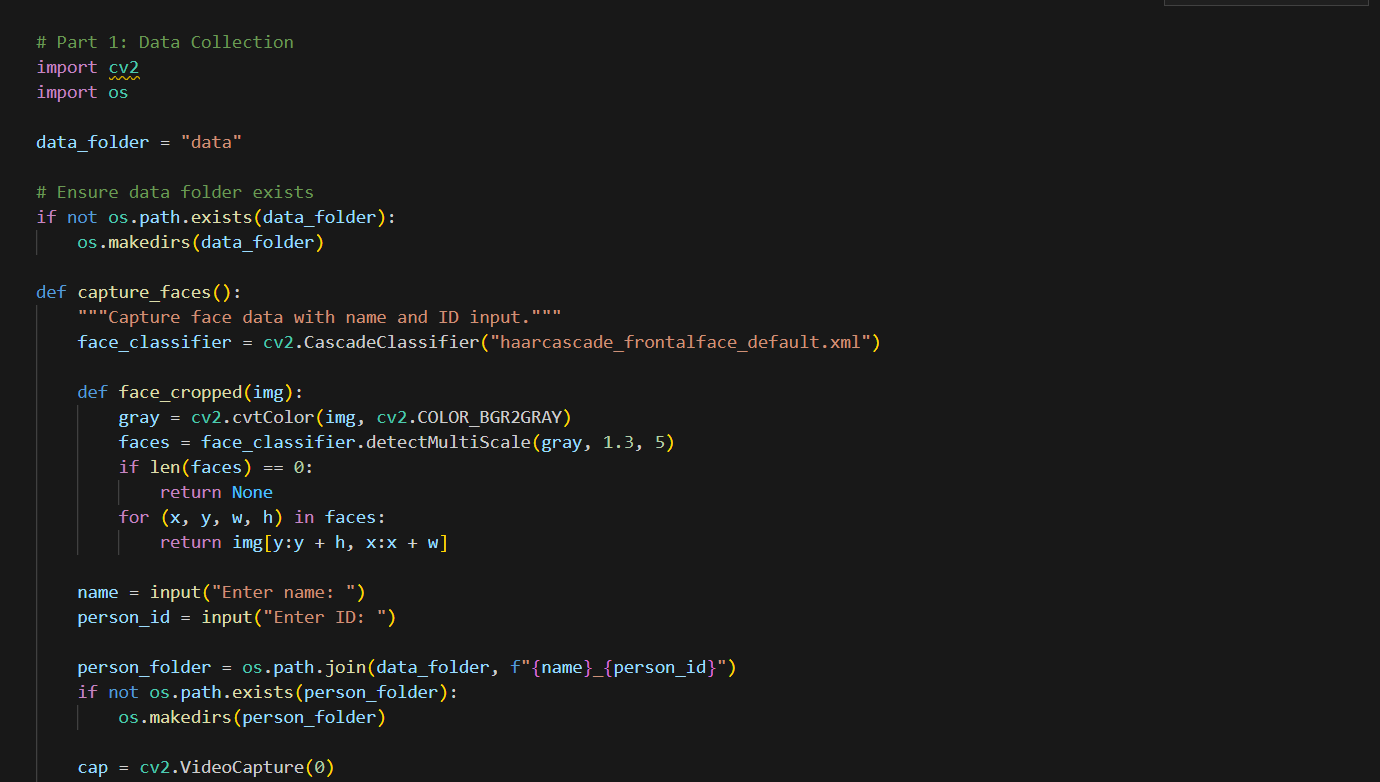 # Part 1: Data Collection
import cv2
import os
data_folder = "data"
# Ensure data folder exists
if not os.path.exists(data_folder):
    os.makedirs(data_folder)
def capture_faces():
    """Capture face data with name and ID input."""
    face_classifier = cv2.CascadeClassifier("haarcascade_frontalface_default.xml")
    def face_cropped(img):
        gray = cv2.cvtColor(img, cv2.COLOR_BGR2GRAY)
        faces = face_classifier.detectMultiScale(gray, 1.3, 5)
        if len(faces) == 0:
            return None
        for (x, y, w, h) in faces:
            return img[y:y + h, x:x + w]
    name = input("Enter name: ")
    person_id = input("Enter ID: ")
    person_folder = os.path.join(data_folder, f"{name}_{person_id}")
    if not os.path.exists(person_folder):
        os.makedirs(person_folder)
    cap = cv2.VideoCapture(0)